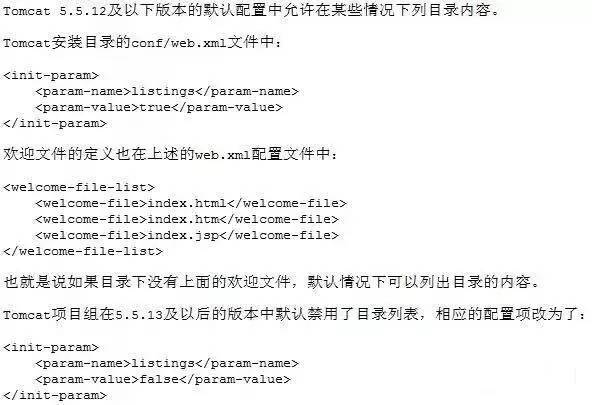 Tomcat 5.5.12及以下版本的默认配置中允许在某些情况下列目录内容。
Tomcat安装目录的conf/web.xml文件中：
<init-param>
    <param-name>listings</param-name>
    <param-value>true</param-value>
</init-param>
欢迎文件的定义也在上述的web.xml配置文件中：
<welcome-file-list>
    <welcome-file>index.html</welcome-file>
    <welcome-file>index.htm</welcome-file>
    <welcome-file>index.jsp</welcome-file>
</welcome-file-list>
也就是说如果目录下没有上面的欢迎文件，默认情况下可以列出目录的内容。
Tomcat项目组在5.5.13及以后的版本中默认禁用了目录列表，相应的配置项改为了：
<init-param>
    <param-name>listings</param-name>
    <param-value>false</param-value>
</init-param>